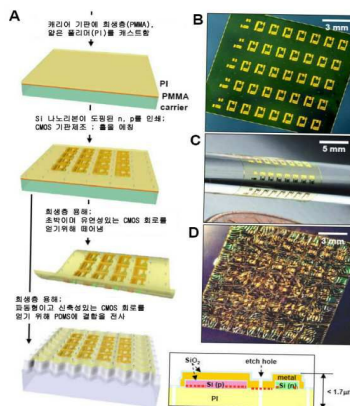 A
캐리어 기판에 희생층(PMMA),
얇은 폴리머(PI)를 캐스트함
PI
PMMA
carrier
Si 나노리본이 도핑된 n, p를 인쇄;
CMOS 기판제조 ; 홀을 에칭
희생층 용해;
초박이며 유연성있는 CMOS 회로를
얻기위해 떼어냄
희생층 용해;
파동형이고 신축성있는 CMOS 회로를
얻기 위해 PDMS에 결합을 전사
B
3 mm
C
5 mm
D
3 mm
SiO2
etch hole
metal
Si (p)
Si (n)
PI
< 1.7μm